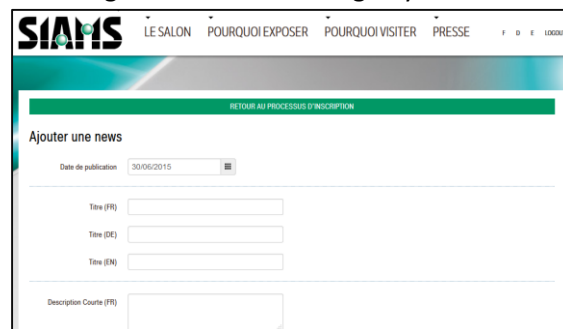 SIAMS LE SALON POURQUOI EXPOSER POURQUOI VISITER PRESSE F D E
RETOUR AU PROCESSUS D'INSCRIPTION
Ajouter une news
Date de publication 30/06/2015
Titre (FR)
Titre (DE)
Titre (EN)
Description Courte (FR)